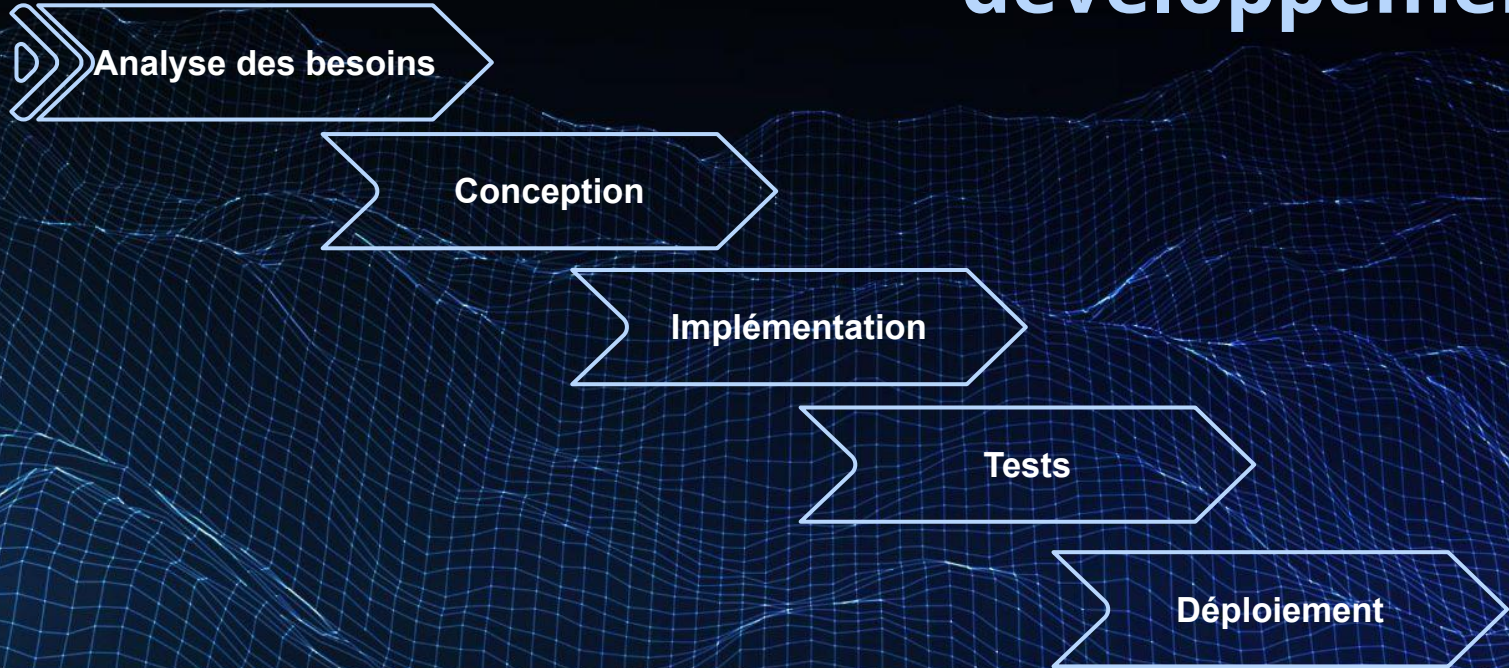 Analyse des besoins
Conception
Implémentation
Tests
Déploiement